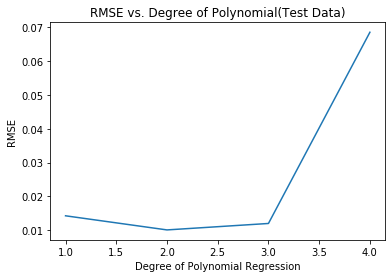 RMSE vs. Degree of Polynomial(Test Data)
0.07
0.06
0.05
0.04
0.03
0.02
0.01
RMSE
1.0 1.5 2.0 2.5 3.0 3.5 4.0
Degree of Polynomial Regression